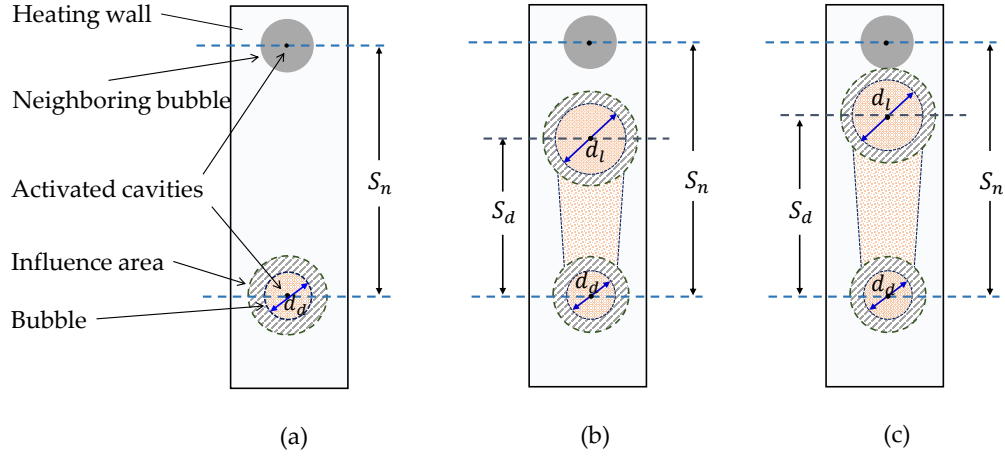 Heating wall
Neighboring bubble
Activated cavities
Influence area
Bubble
d_d
S_n
(a)
d_l
S_d
S_n
d_d
(b)
d_l
S_d
S_n
d_d
(c)